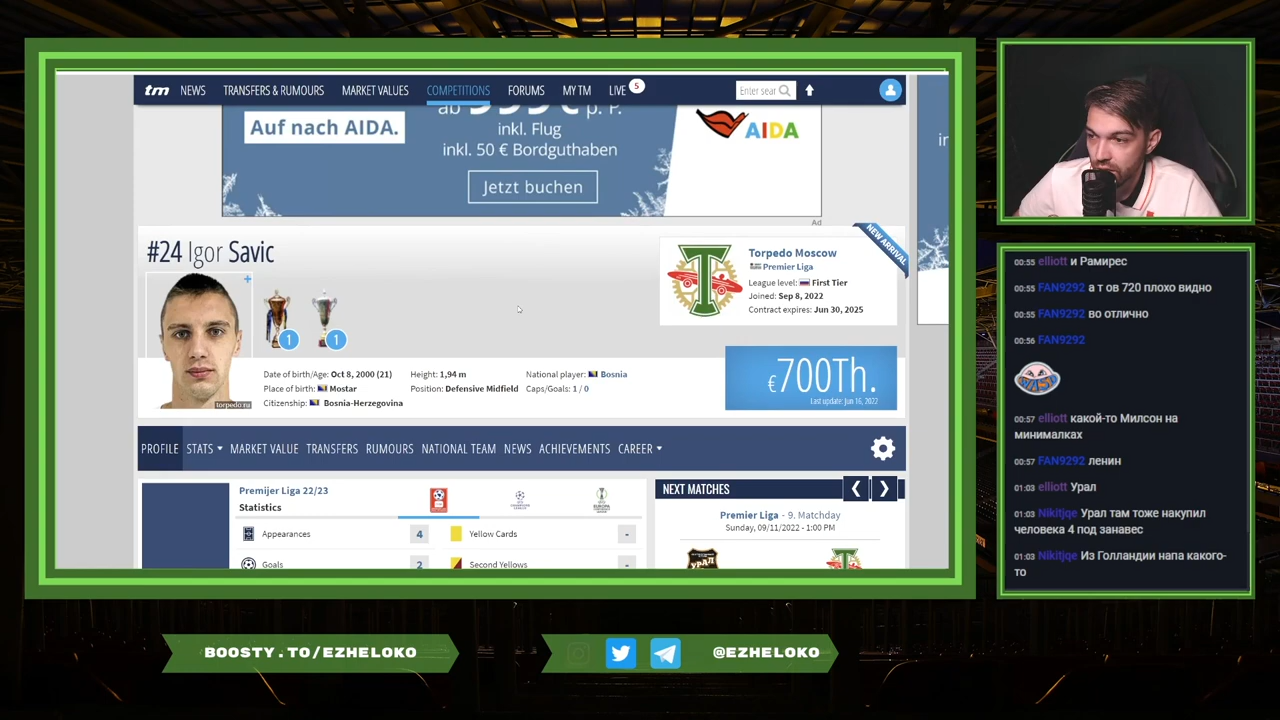 tm NEWS TRANSFERS & RUMOURS MARKET VALUES COMPETITIONS FORUMS MY TM LIVE 5 Enter sear
Auf nach AIDA.
inkl. Flug
inkl. 50 € Bordguthaben
Jetzt buchen
AIDA
Ad
#24 Igor Savic
1 1
torpedo.ru
Date of birth/Age: Oct 8, 2000 (21)
Place of birth: Mostar
Citizenship: Bosnia-Herzegovina
Height: 1,94 m
Position: Defensive Midfield
National player: Bosnia
Caps/Goals: 1 / 0
NEW ARRIVAL
Torpedo Moscow
Premier Liga
League level: First Tier
Joined: Sep 8, 2022
Contract expires: Jun 30, 2025
€700Th.
Last update: Jun 16, 2022
PROFILE STATS MARKET VALUE TRANSFERS RUMOURS NATIONAL TEAM NEWS ACHIEVEMENTS CAREER
Premijer Liga 22/23
Statistics
Appearances 4 Yellow Cards -
Goals 2 Second Yellows -
NEXT MATCHES
Premier Liga - 9. Matchday
Sunday, 09/11/2022 - 1:00 PM
УРАЛ
00:55 elliott и Рамирес
00:55 FAN9292 а т ов 720 плохо видно
00:55 FAN9292 во отлично
00:56 FAN9292
00:57 elliott какой-то Милсон на
минималках
00:57 FAN9292 ленин
01:03 elliott Урал
01:03 Nikitjqe Урал там тоже накупил
человека 4 под занавес
01:03 Nikitjqe Из Голландии напа какого-
то
BOOSTY.TO/EZHELOKO
@EZHELOKO